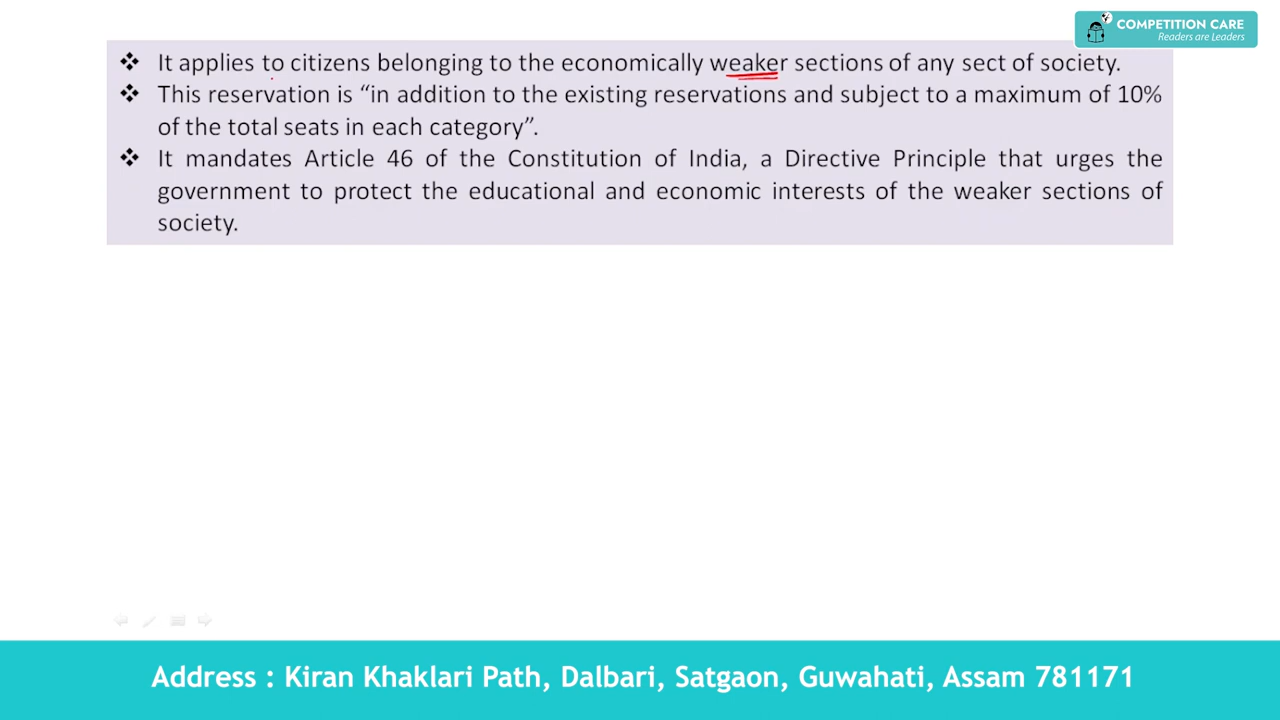 COMPETITION CARE
Readers are Leaders
❖ It applies to citizens belonging to the economically weaker sections of any sect of society.
❖ This reservation is “in addition to the existing reservations and subject to a maximum of 10%
of the total seats in each category”.
❖ It mandates Article 46 of the Constitution of India, a Directive Principle that urges the
government to protect the educational and economic interests of the weaker sections of
society.
Address : Kiran Khaklari Path, Dalbari, Satgaon, Guwahati, Assam 781171